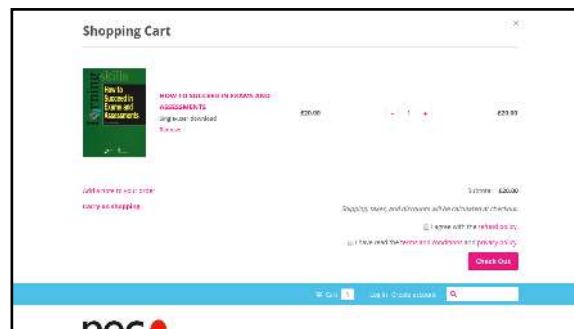 Shopping Cart
×
learning skills
How to
Succeed in
Exams and
Assessments
HOW TO SUCCEED IN EXAMS AND
ASSESSMENTS
Single-user download
Remove
£20.00
- 1 +
£20.00
Add a note to your order
Carry on shopping
Subtotal £20.00
Shipping, taxes, and discounts will be calculated at checkout.
I agree with the refund policy.
I have read the terms and conditions and privacy policy.
Check Out
Cart 1 Log in Create account